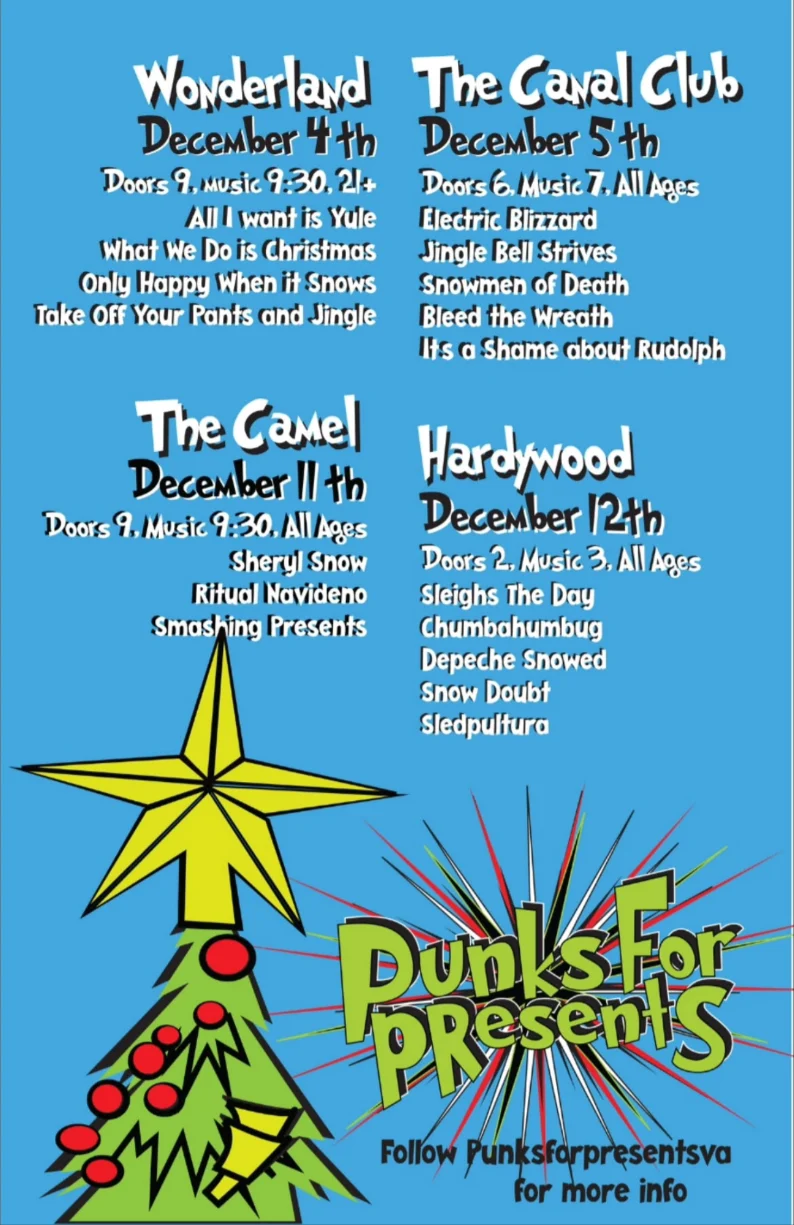 Wonderland
December 4th
Doors 9, Music 9:30, 21+
All I want is Yule
What We Do is Christmas
Only Happy When it Snows
Take Off Your Pants and Jingle
The Canal Club
December 5th
Doors 6, Music 7, All Ages
Electric Blizzard
Jingle Bell Strives
Snowmen of Death
Bleed the Wreath
It's a Shame about Rudolph
The Camel
December 11th
Doors 9, Music 9:30, All Ages
Sheryl Snow
Ritual Navideno
Smashing Presents
Hardywood
December 12th
Doors 2, Music 3, All Ages
Sleighs The Day
Chumbahumbug
Depeche Snowed
Snow Doubt
Sledpultura
Punks For
Presents
Follow Punksforpresentsva
for more info